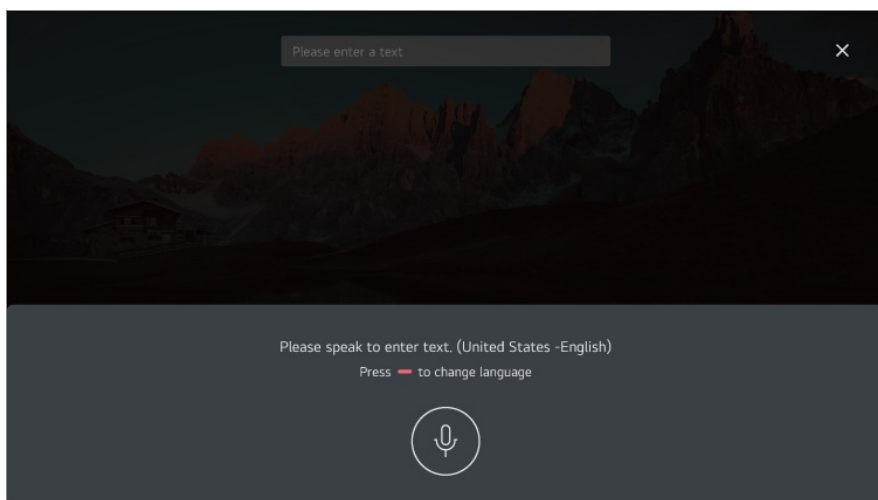 Please enter a text
Please speak to enter text. (United States -English)
Press to change language